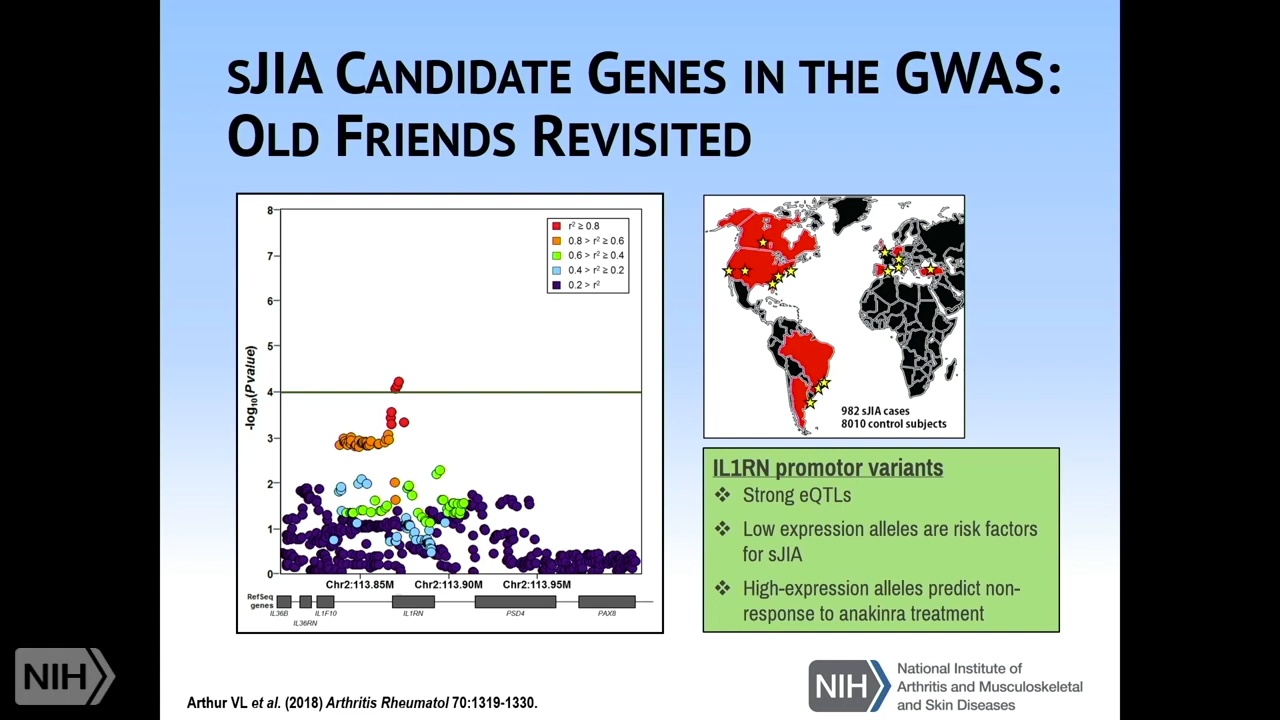 sJIA Candidate Genes in the GWAS:
Old Friends Revisited
8
7
6
5
4
3
2
1
0
-log10(P value)
r² ≥ 0.8
0.8 > r² ≥ 0.6
0.6 > r² ≥ 0.4
0.4 > r² ≥ 0.2
0.2 > r²
Chr2:113.85M Chr2:113.90M Chr2:113.95M
RefSeq
genes
IL36B IL1F10 IL1RN PSD4 PAX8
IL36RN
982 sJIA cases
8010 control subjects
IL1RN promotor variants
❖ Strong eQTLs
❖ Low expression alleles are risk factors
for sJIA
❖ High-expression alleles predict non-
response to anakinra treatment
NIH
Arthur VL et al. (2018) Arthritis Rheumatol 70:1319-1330.
NIH
National Institute of
Arthritis and Musculoskeletal
and Skin Diseases